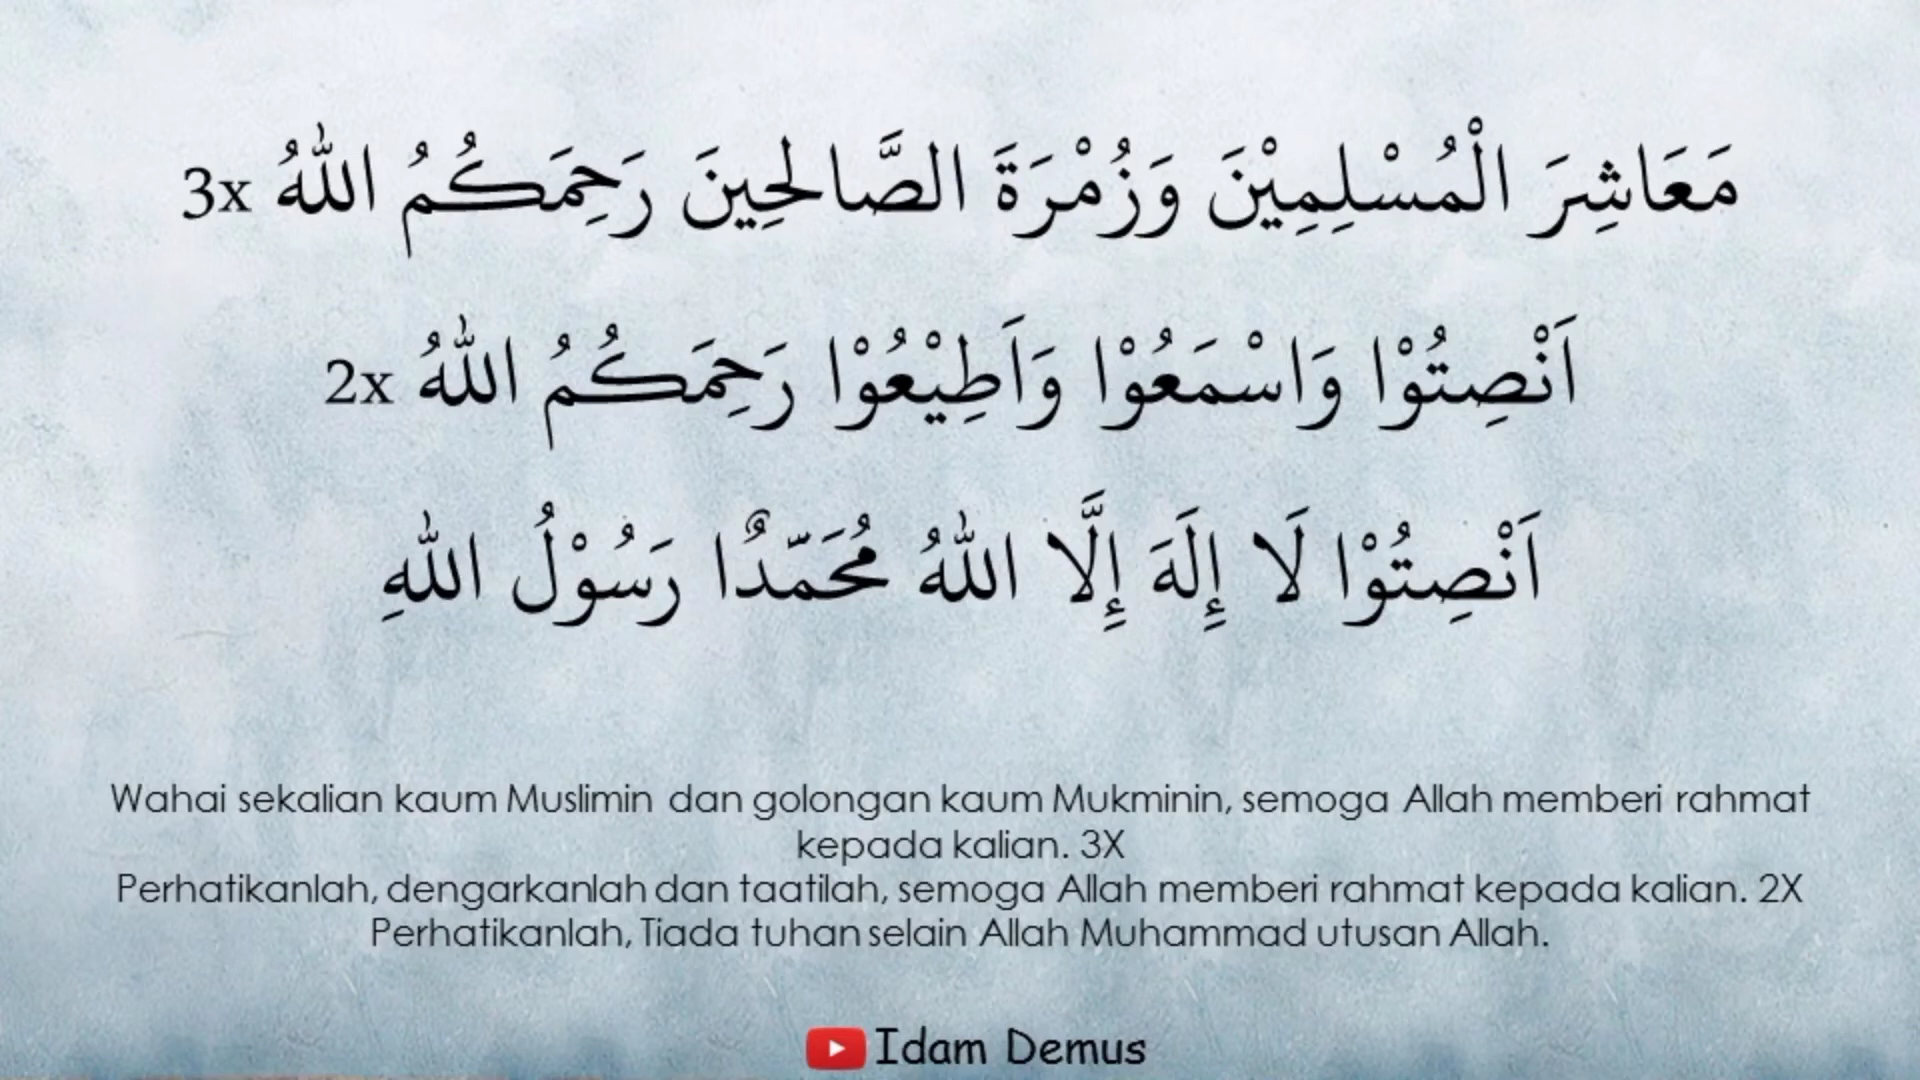 مَعَاشِرَ الْمُسْلِمِيْنَ وَزُمْرَةَ الصَّالحِينَ رَحِمَكُمُ اللهُ 3x
اَنْصِتُوْا وَاسْمَعُوْا وَاَطِيْعُوْا رَحِمَكُمُ اللهُ 2x
اَنْصِتُوْا لَا إِلَهَ إِلَّا اللهُ مُحَمّدٌا رَسُوْلُ اللهِ
Wahai sekalian kaum Muslimin dan golongan kaum Mukminin, semoga Allah memberi rahmat
kepada kalian. 3X
Perhatikanlah, dengarkanlah dan taatilah, semoga Allah memberi rahmat kepada kalian. 2X
Perhatikanlah, Tiada tuhan selain Allah Muhammad utusan Allah.
Idam Demus